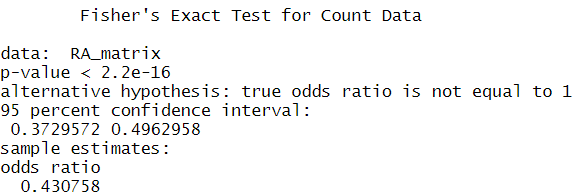 Fisher's Exact Test for Count Data
data: RA_matrix
p-value < 2.2e-16
alternative hypothesis: true odds ratio is not equal to 1
95 percent confidence interval:
0.3729572 0.4962958
sample estimates:
odds ratio
0.430758